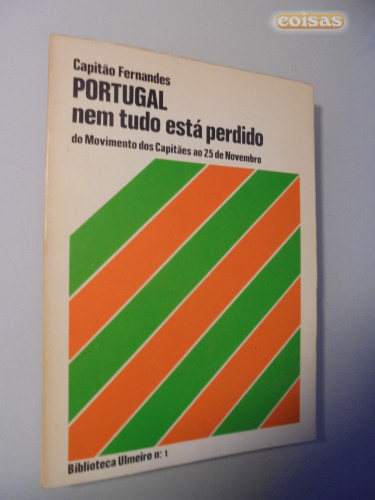 coisas
Capitão Fernandes
PORTUGAL
nem tudo está perdido
do Movimento dos Capitães ao 25 de Novembro
Biblioteca Ulmeiro n: 1